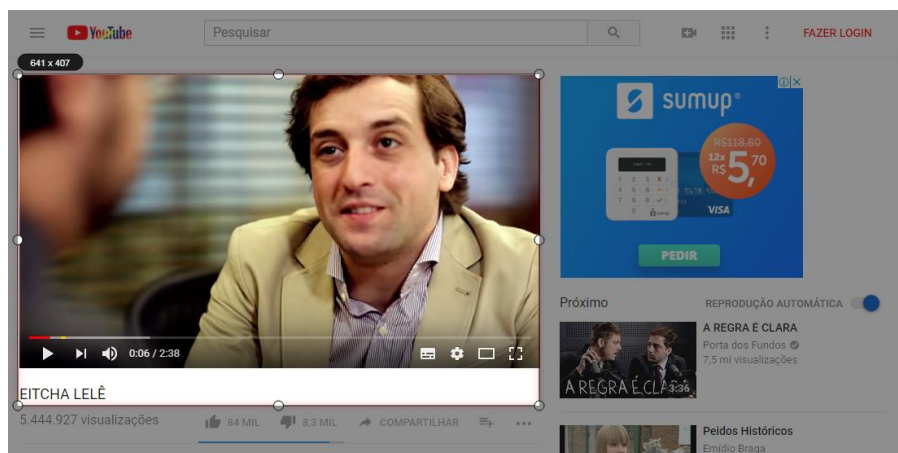 YouTube
Pesquisar
FAZER LOGIN
641 x 407
sumup®
R$118,80
12x
R$ 5,70
VISA
PEDIR
0:06 / 2:38
EITCHA LELÊ
5.444.927 visualizações
84 MIL
8,3 MIL
COMPARTILHAR
Próximo
REPRODUÇÃO AUTOMÁTICA
A REGRA É CLARA
3:36
A REGRA É CLARA
Porta dos Fundos
7,5 mi visualizações
Peidos Históricos
Emídio Braga